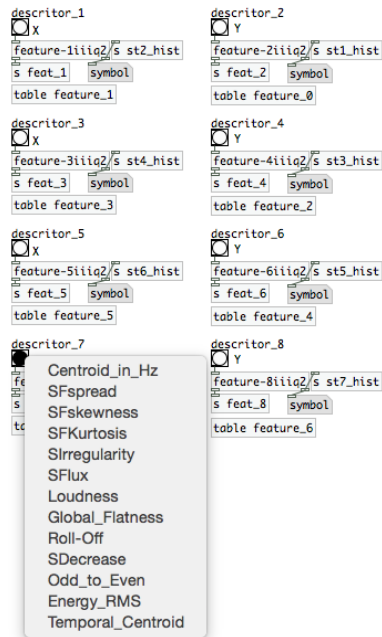 descritor_1
X
feature-1iiiq2 s st2_hist
s feat_1 symbol
table feature_1
descritor_2
Y
feature-2iiiq2 s st1_hist
s feat_2 symbol
table feature_0
descritor_3
X
feature-3iiiq2 s st4_hist
s feat_3 symbol
table feature_3
descritor_4
Y
feature-4iiiq2 s st3_hist
s feat_4 symbol
table feature_2
descritor_5
X
feature-5iiiq2 s st6_hist
s feat_5 symbol
table feature_5
descritor_6
Y
feature-6iiiq2 s st5_hist
s feat_6 symbol
table feature_4
descritor_7
Centroid_in_Hz
SFspread
SFskewness
SFKurtosis
SIrregularity
SFlux
Loudness
Global_Flatness
Roll-Off
SDecrease
Odd_to_Even
Energy_RMS
Temporal_Centroid
descritor_8
Y
feature-8iiiq2 s st7_hist
s feat_8 symbol
table feature_6